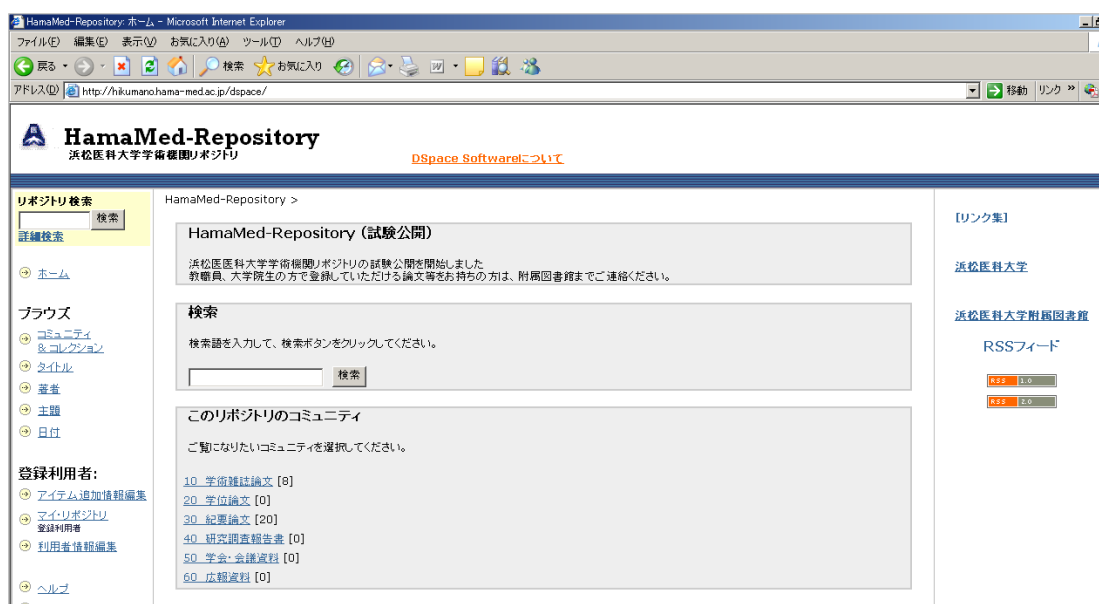 HamaMed-Repository: ホーム - Microsoft Internet Explorer
ファイル(F) 編集(E) 表示(V) お気に入り(A) ツール(T) ヘルプ(H)
戻る 検索 お気に入り
アドレス(D) http://hikumano.hama-med.ac.jp/dspace/ 移動 リンク »
HamaMed-Repository
浜松医科大学学術機関リポジトリ
DSpace Softwareについて
リポジトリ検索
検索
詳細検索
ホーム
ブラウズ
コミュニティ
& コレクション
タイトル
著者
主題
日付
登録利用者:
アイテム追加情報編集
マイ・リポジトリ
登録利用者
利用者情報編集
ヘルプ
HamaMed-Repository >
HamaMed-Repository (試験公開)
浜松医医科大学学術機関リポジトリの試験公開を開始しました
教職員、大学院生の方で登録していただける論文等をお持ちの方は、附属図書館までご連絡ください。
検索
検索語を入力して、検索ボタンをクリックしてください。
検索
このリポジトリのコミュニティ
ご覧になりたいコミュニティを選択してください。
10 学術雑誌論文 [8]
20 学位論文 [0]
30 紀要論文 [20]
40 研究調査報告書 [0]
50 学会・会議資料 [0]
60 広報資料 [0]
[リンク集]
浜松医科大学
浜松医科大学附属図書館
RSSフィード
RSS 1.0
RSS 2.0